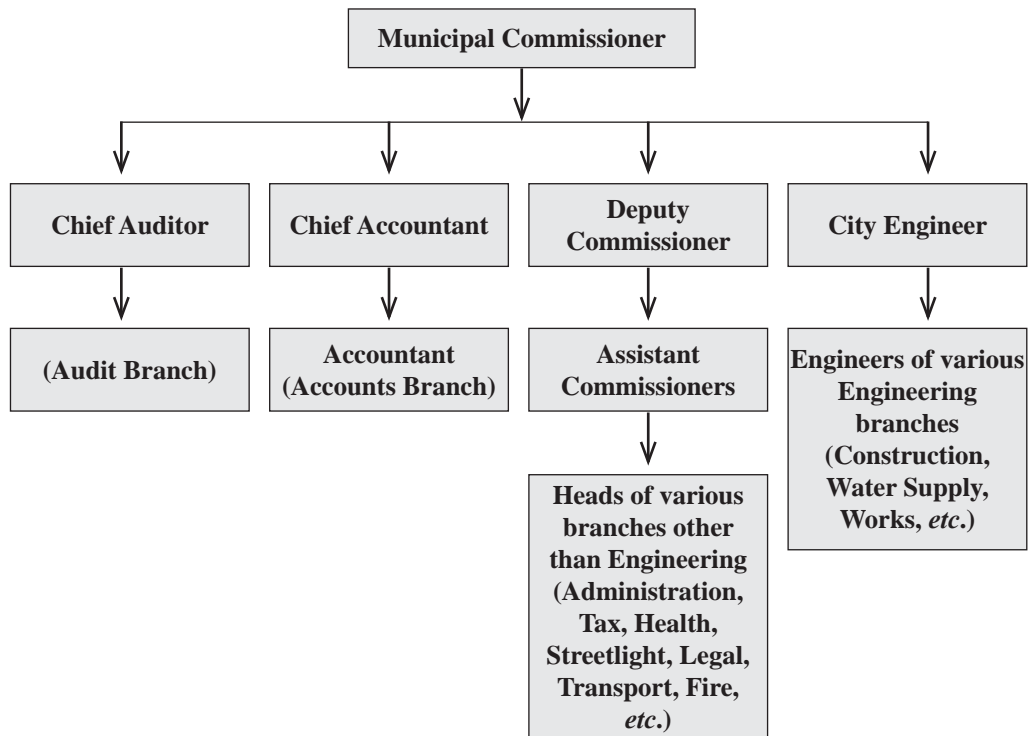 Municipal Commissioner
Chief Auditor
Chief Accountant
Deputy
Commissioner
City Engineer
(Audit Branch)
Accountant
(Accounts Branch)
Assistant
Commissioners
Engineers of various
Engineering
branches
(Construction,
Water Supply,
Works, etc.)
Heads of various
branches other
than Engineering
(Administration,
Tax, Health,
Streetlight, Legal,
Transport, Fire,
etc.)